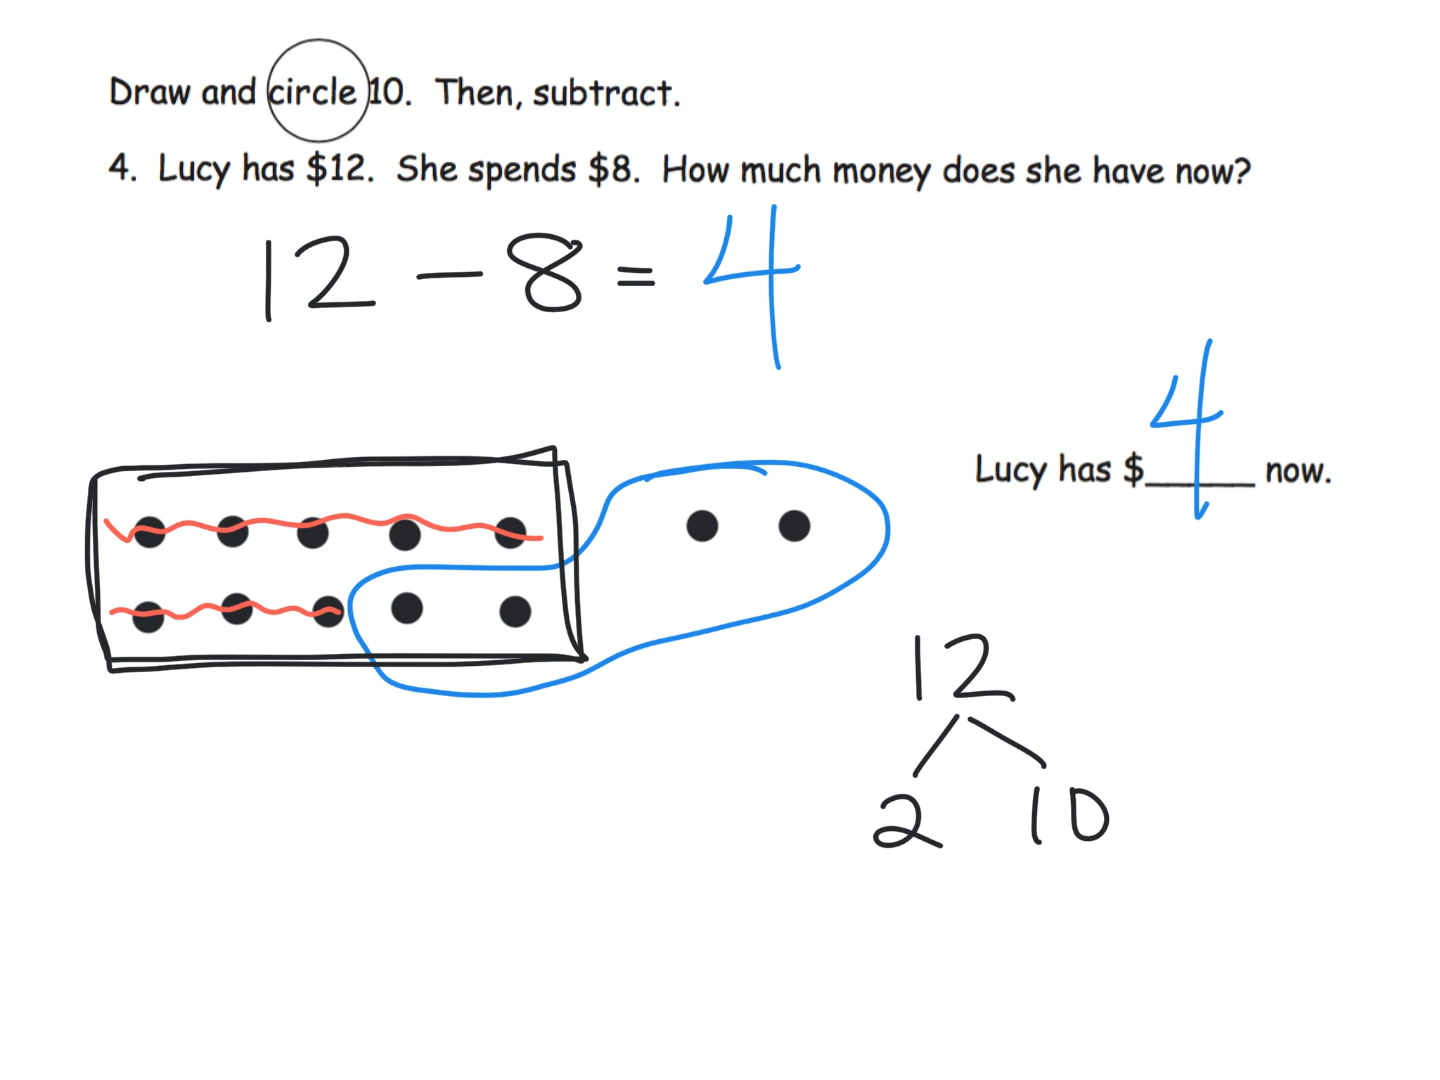 Draw and circle 10. Then, subtract.
4. Lucy has $12. She spends $8. How much money does she have now?
12 - 8 = 4
Lucy has $ 4 now.
12
2 10